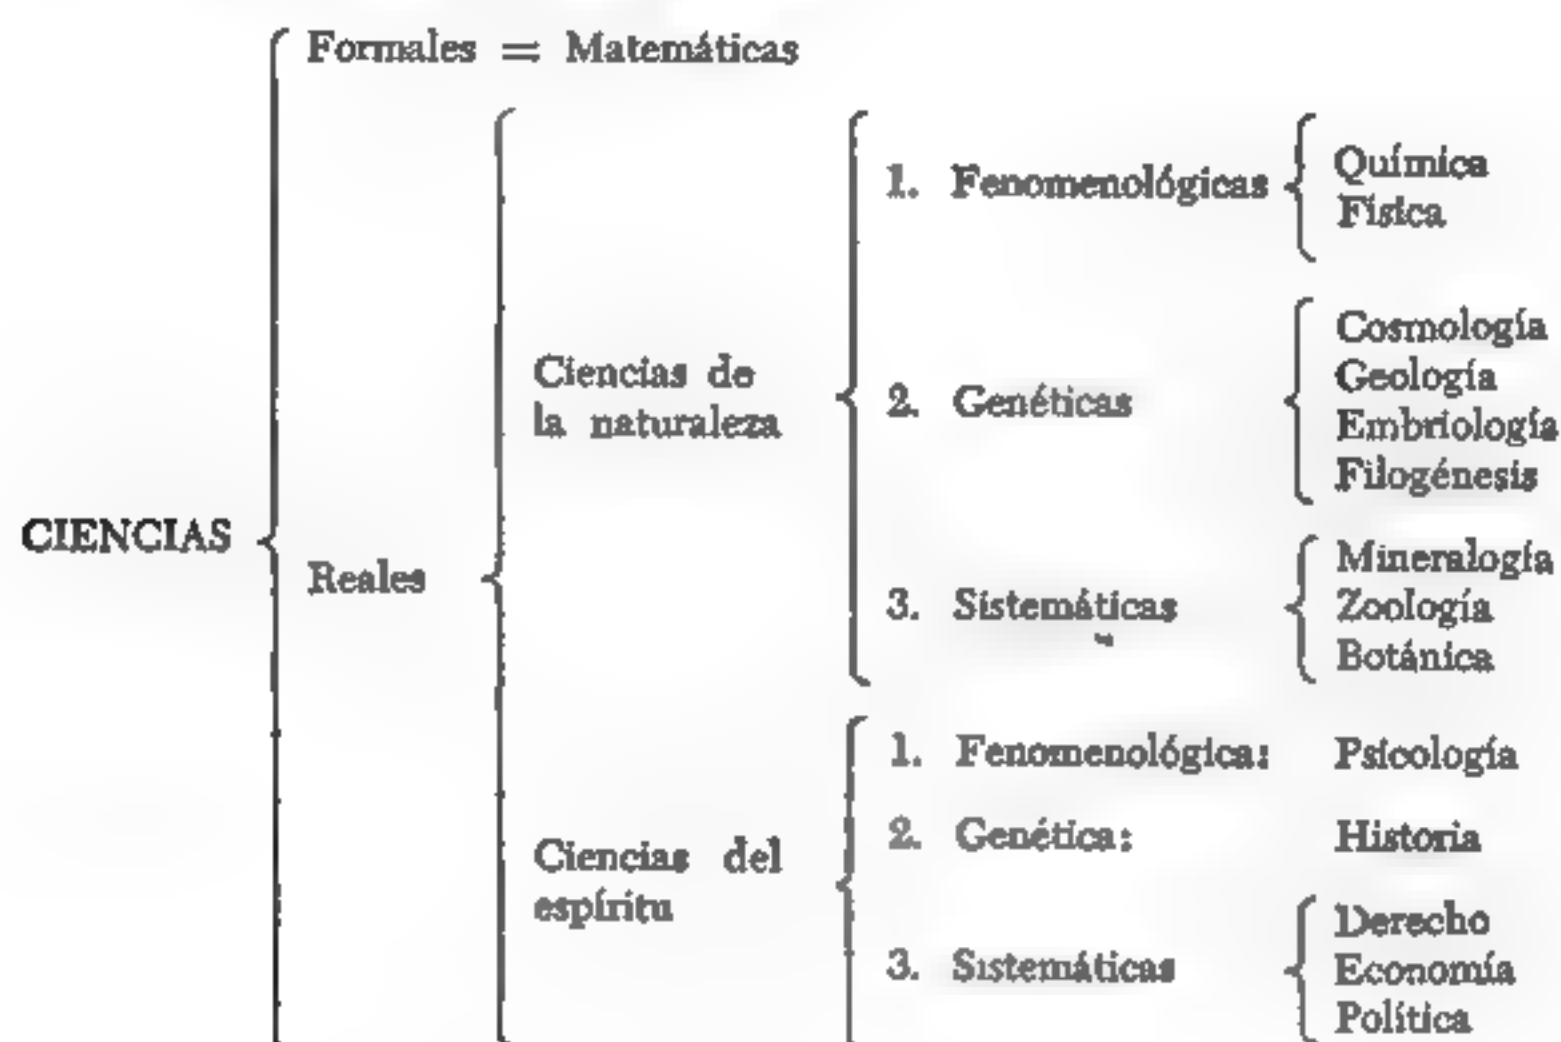 Formales = Matemáticas
CIENCIAS
Reales
Ciencias de
la naturaleza
1. Fenomenológicas
Química
Física
2. Genéticas
Cosmología
Geología
Embriología
Filogénesis
3. Sistemáticas
Mineralogía
Zoología
Botánica
Ciencias del
espíritu
1. Fenomenológica: Psicología
2. Genética: Historia
3. Sistemáticas
Derecho
Economía
Política